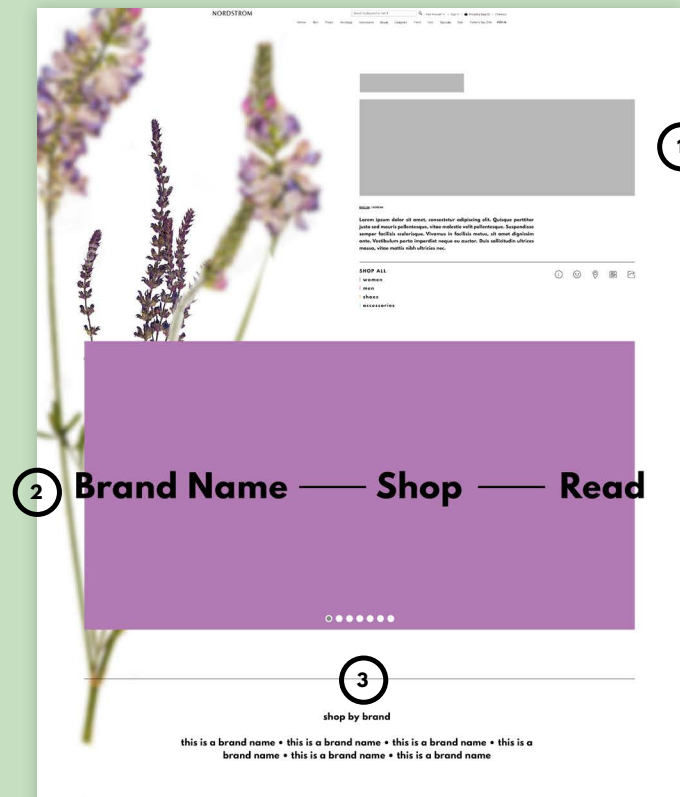 NORDSTROM
Lorem ipsum dolor sit amet, consectetur adipiscing elit. Quisque porttitor
justo sed mauris pellentesque, vitae molestie velit pellentesque. Suspendisse
semper facilisis scelerisque. Vivamus in facilisis metus, sit amet dignissim
ante. Vestibulum porta imperdiet neque eu auctor. Duis sollicitudin ultrices
massa, vitae mattis nibh ultricies nec.
SHOP ALL
| women
| men
| shoes
| accessories
1
2
Brand Name — Shop — Read
3
shop by brand
this is a brand name • this is a brand name • this is a brand name • this is a
brand name • this is a brand name • this is a brand name